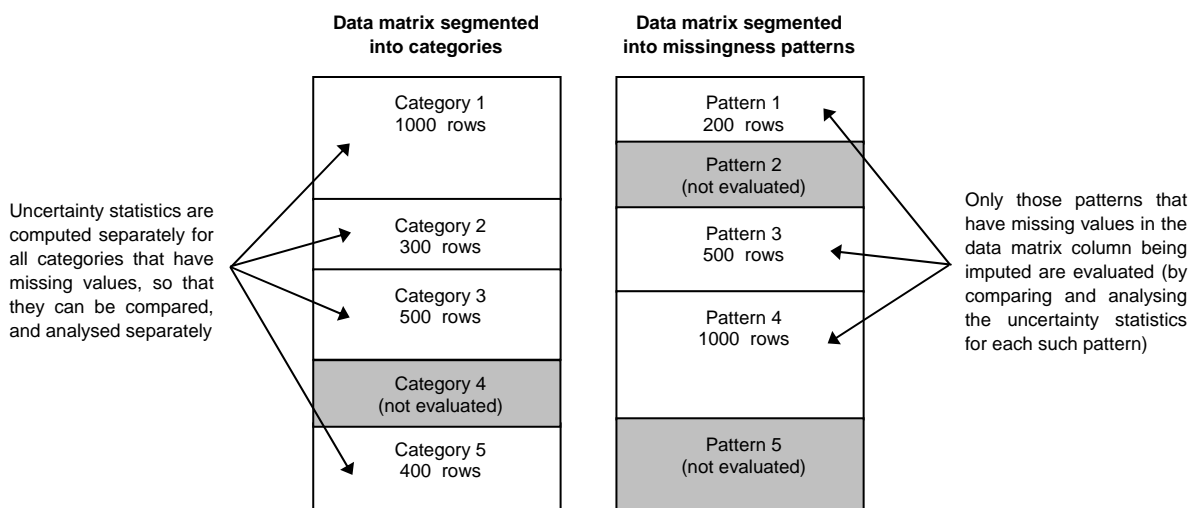 Data matrix segmented
into categories
Data matrix segmented
into missingness patterns
Uncertainty statistics are
computed separately for
all categories that have
missing values, so that
they can be compared,
and analysed separately
Category 1
1000 rows
Category 2
300 rows
Category 3
500 rows
Category 4
(not evaluated)
Category 5
400 rows
Pattern 1
200 rows
Pattern 2
(not evaluated)
Pattern 3
500 rows
Pattern 4
1000 rows
Pattern 5
(not evaluated)
Only those patterns that
have missing values in the
data matrix column being
imputed are evaluated (by
comparing and analysing
the uncertainty statistics
for each such pattern)